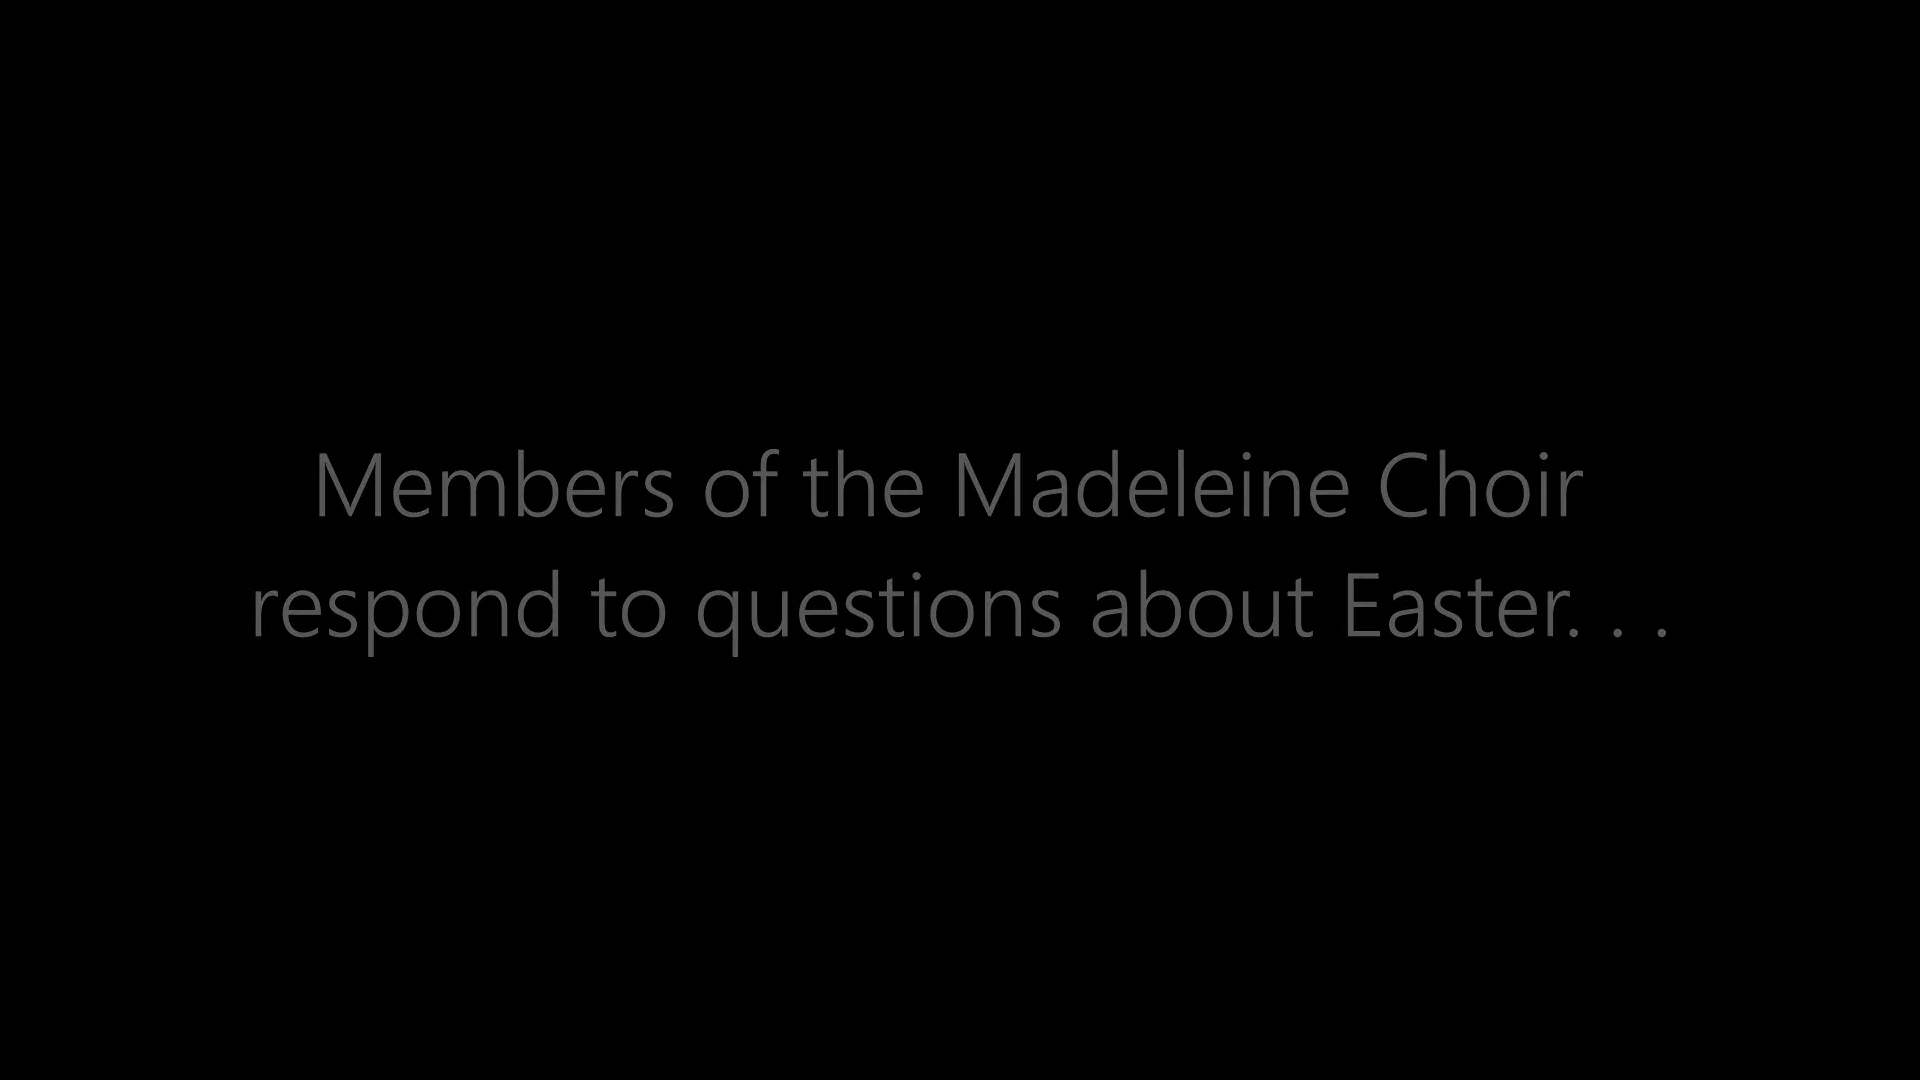 Members of the Madeleine Choir
respond to questions about Easter. . .